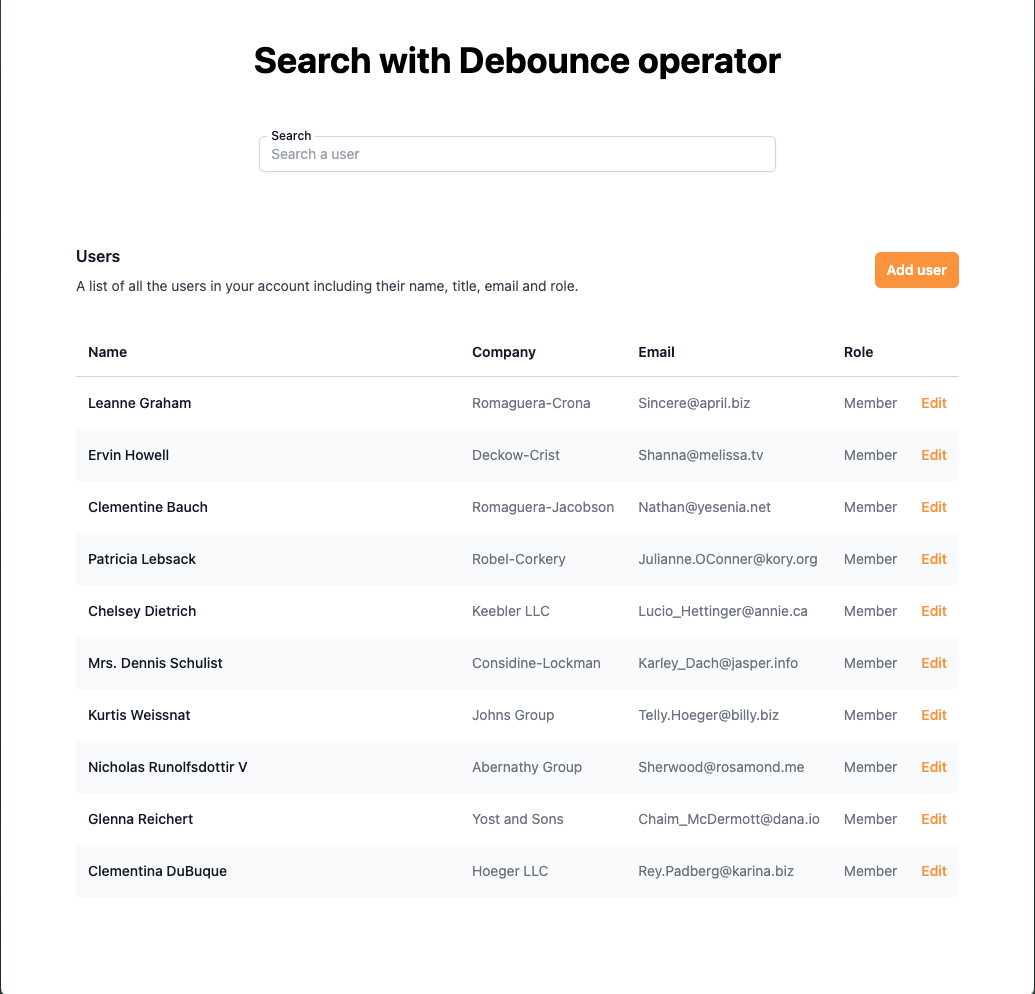 Search with Debounce operator
Search
Search a user
Users
A list of all the users in your account including their name, title, email and role.
Add user
Name Company Email Role
Leanne Graham Romaguera-Crona Sincere@april.biz Member Edit
Ervin Howell Deckow-Crist Shanna@melissa.tv Member Edit
Clementine Bauch Romaguera-Jacobson Nathan@yesenia.net Member Edit
Patricia Lebsack Robel-Corkery Julianne.OConner@kory.org Member Edit
Chelsey Dietrich Keebler LLC Lucio_Hettinger@annie.ca Member Edit
Mrs. Dennis Schulist Considine-Lockman Karley_Dach@jasper.info Member Edit
Kurtis Weissnat Johns Group Telly.Hoeger@billy.biz Member Edit
Nicholas Runolfsdottir V Abernathy Group Sherwood@rosamond.me Member Edit
Glenna Reichert Yost and Sons Chaim_McDermott@dana.io Member Edit
Clementina DuBuque Hoeger LLC Rey.Padberg@karina.biz Member Edit